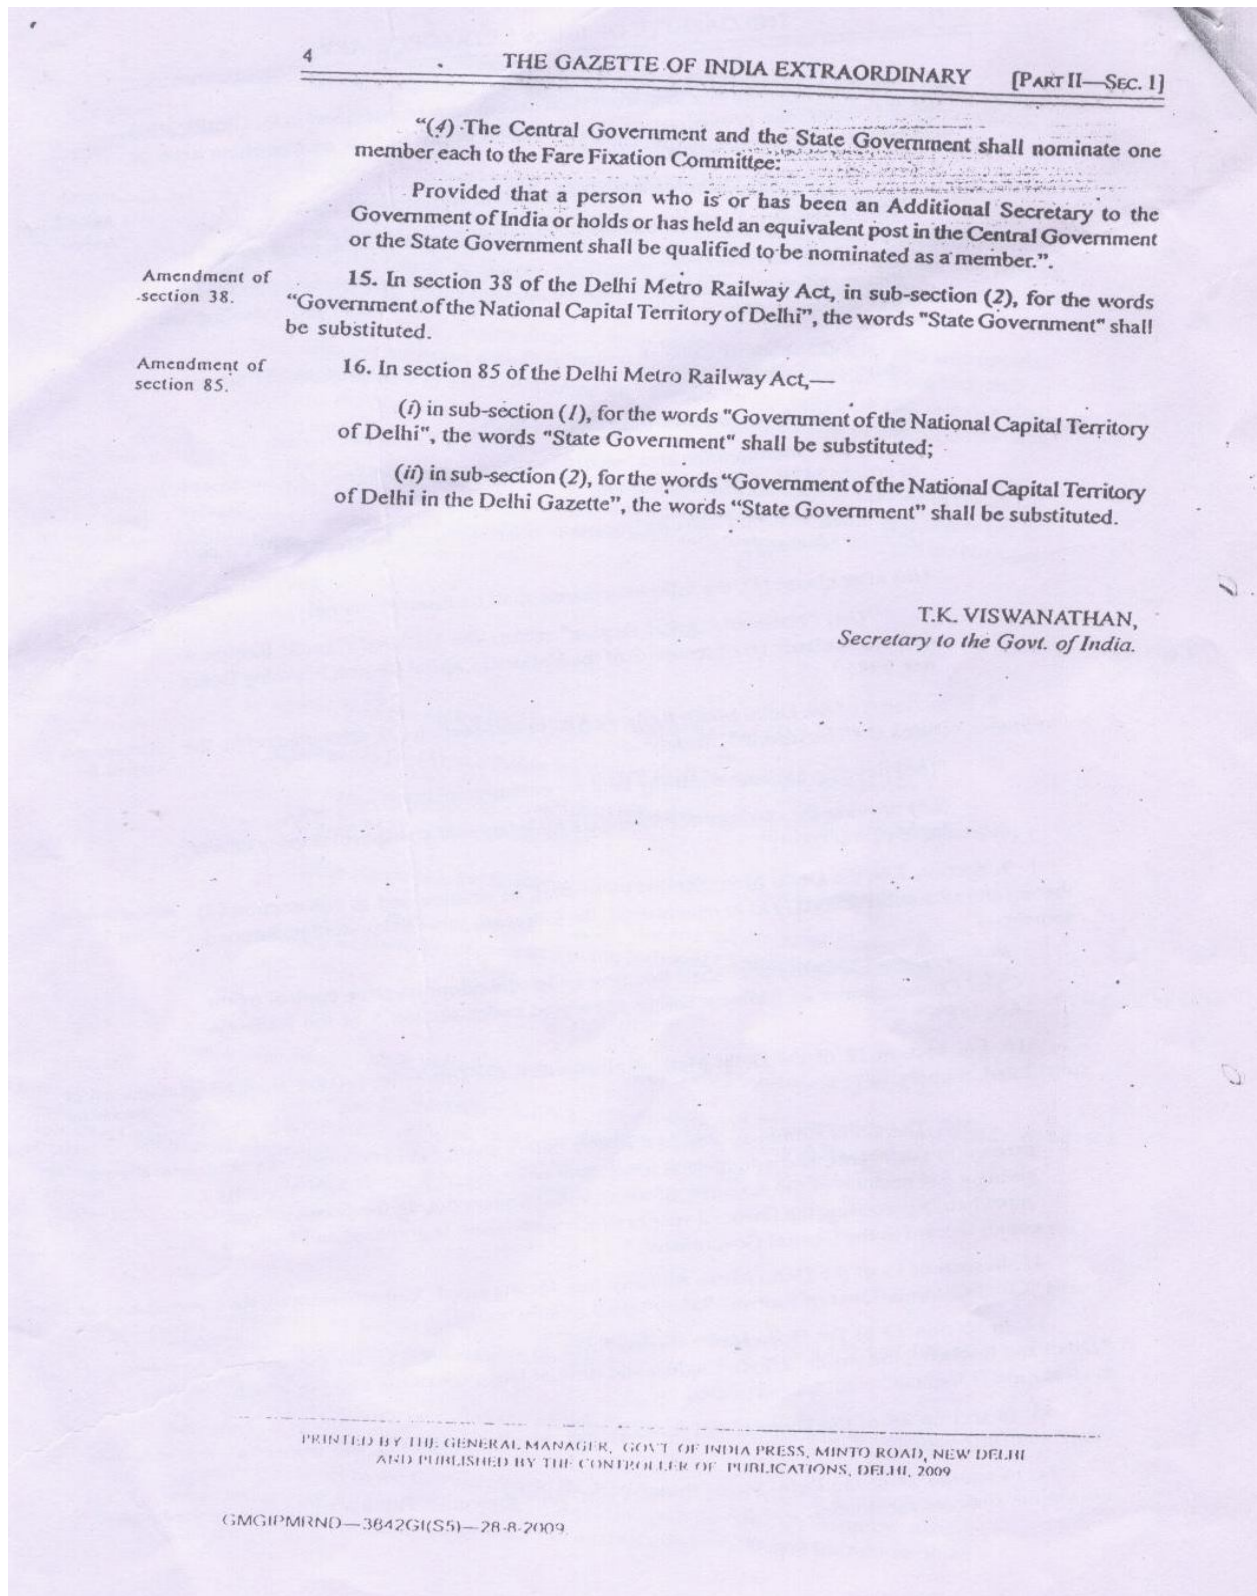 4 THE GAZETTE OF INDIA EXTRAORDINARY [PART II—SEC. 1]
"(4) The Central Government and the State Government shall nominate one
member each to the Fare Fixation Committee:
Provided that a person who is or has been an Additional Secretary to the
Government of India or holds or has held an equivalent post in the Central Government
or the State Government shall be qualified to be nominated as a member.".
Amendment of
section 38.
15. In section 38 of the Delhi Metro Railway Act, in sub-section (2), for the words
"Government of the National Capital Territory of Delhi", the words "State Government" shall
be substituted.
Amendment of
section 85.
16. In section 85 of the Delhi Metro Railway Act,—
(i) in sub-section (1), for the words "Government of the National Capital Territory
of Delhi", the words "State Government" shall be substituted;
(ii) in sub-section (2), for the words "Government of the National Capital Territory
of Delhi in the Delhi Gazette", the words "State Government" shall be substituted.
T.K. VISWANATHAN,
Secretary to the Govt. of India.
PRINTED BY THE GENERAL MANAGER, GOVT OF INDIA PRESS, MINTO ROAD, NEW DELHI
AND PUBLISHED BY THE CONTROLLER OF PUBLICATIONS, DELHI, 2009
GMGIPMRND—3842GI(S5)—28-8-2009.